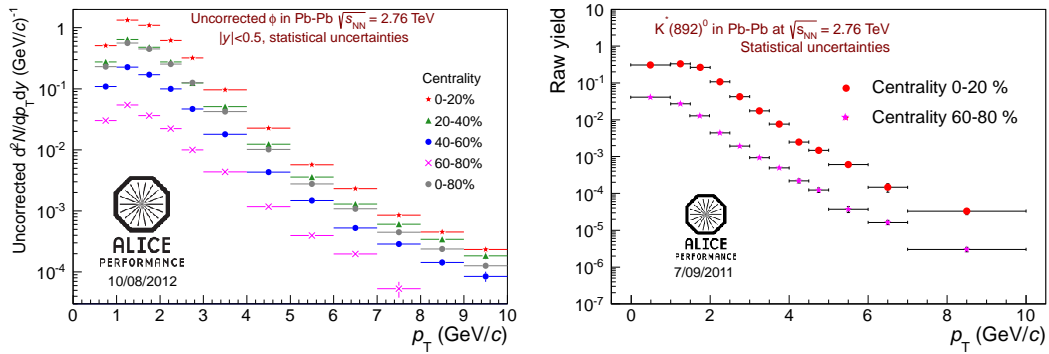 Uncorrected ϕ in Pb-Pb √sNN = 2.76 TeV
|y|<0.5, statistical uncertainties
Uncorrected d²N/dpTdy (GeV/c)⁻¹
1
10⁻¹
10⁻²
10⁻³
10⁻⁴
Centrality
0-20%
20-40%
40-60%
60-80%
0-80%
ALICE
PERFORMANCE
10/08/2012
0 1 2 3 4 5 6 7 8 9 10
pT (GeV/c)
K*(892)⁰ in Pb-Pb at √sNN = 2.76 TeV
Statistical uncertainties
Raw yield
10
1
10⁻¹
10⁻²
10⁻³
10⁻⁴
10⁻⁵
10⁻⁶
10⁻⁷
Centrality 0-20 %
Centrality 60-80 %
ALICE
PERFORMANCE
7/09/2011
0 2 4 6 8 10
pT (GeV/c)